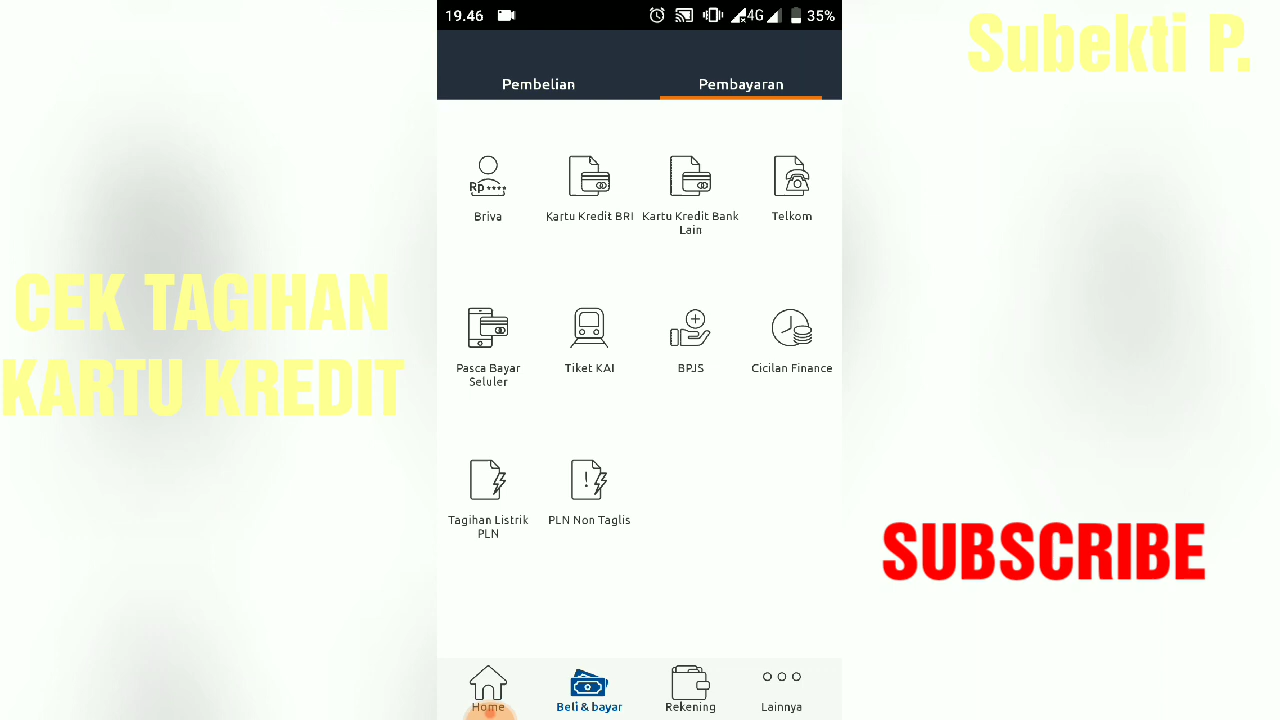 19.46
4G
35%
Subekti P.
Pembelian
Pembayaran
Rp ****
Briva
Kartu Kredit BRI
Kartu Kredit Bank
Lain
Telkom
CEK TAGIHAN
KARTU KREDIT
Pasca Bayar
Seluler
Tiket KAI
BPJS
Cicilan Finance
Tagihan Listrik
PLN
!
PLN Non Taglis
SUBSCRIBE
Home
Beli & bayar
Rekening
Lainnya